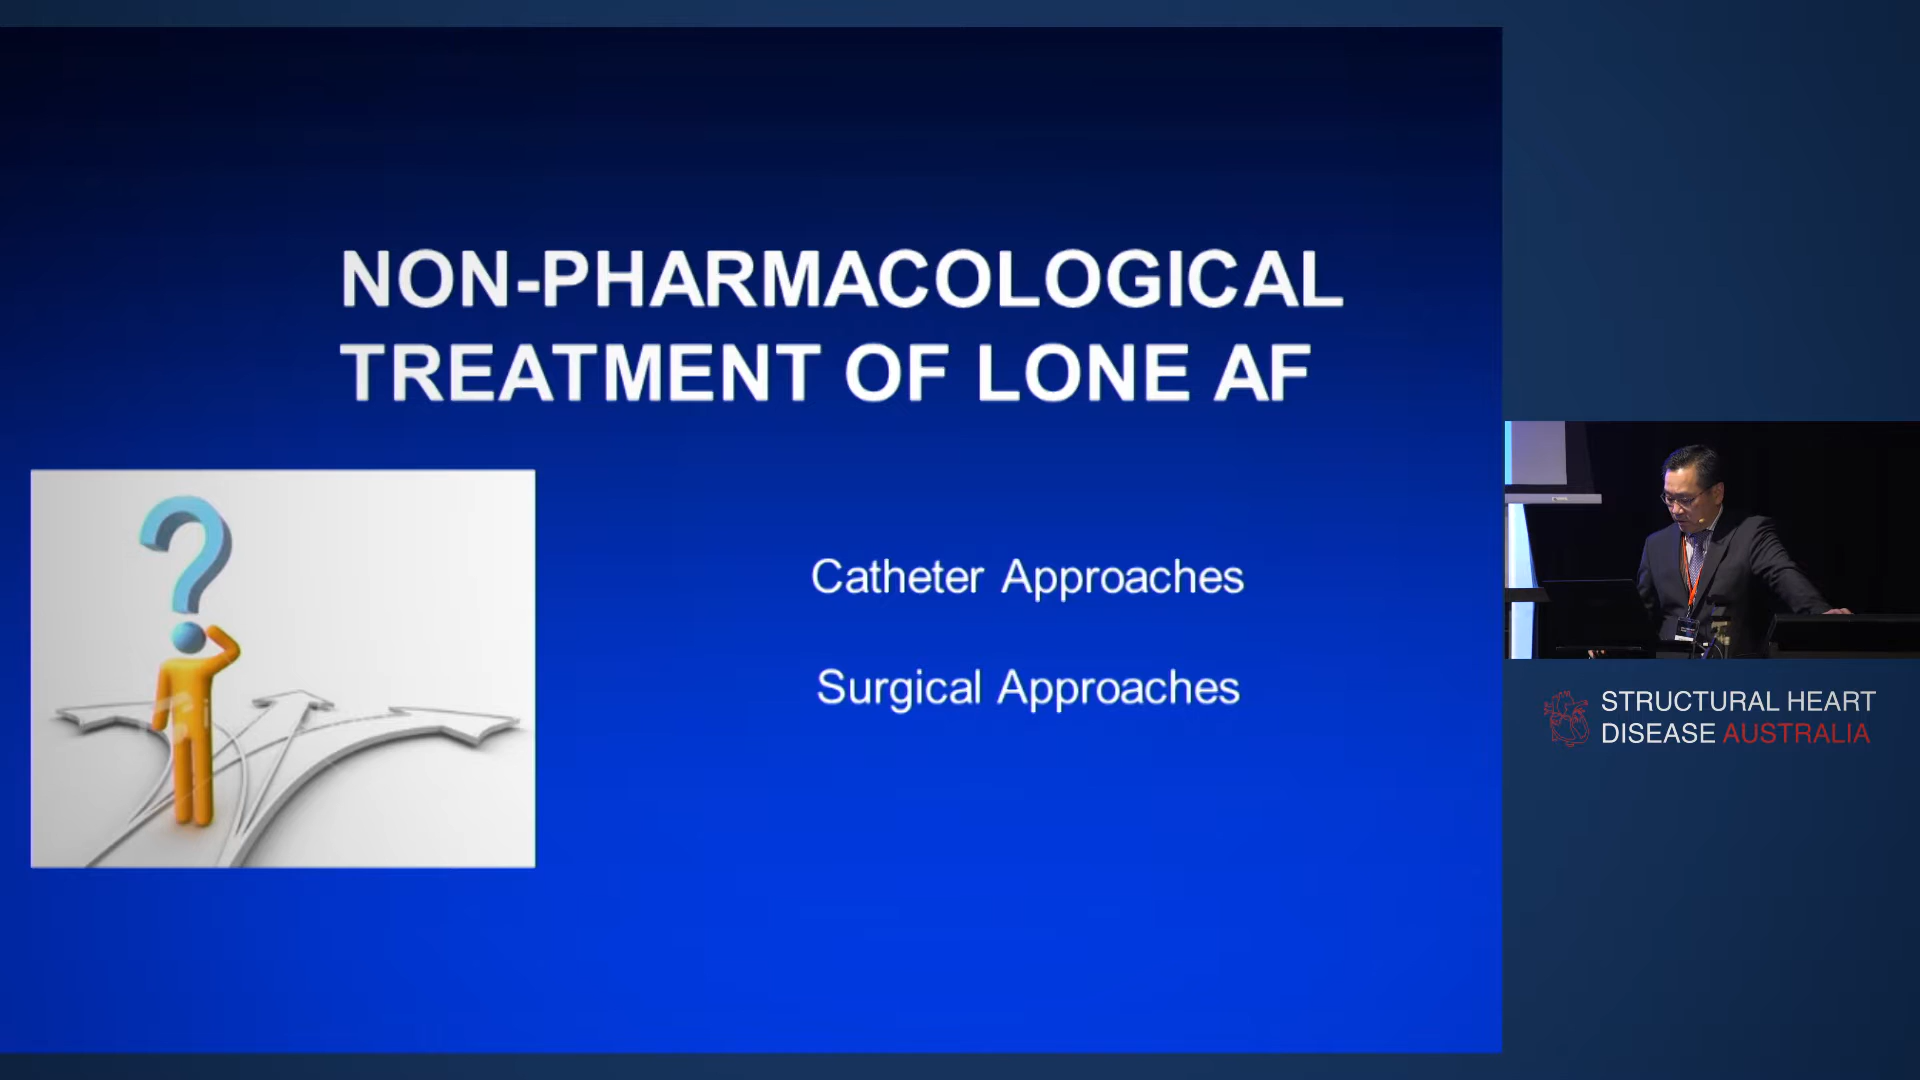 NON-PHARMACOLOGICAL
TREATMENT OF LONE AF
?
Catheter Approaches
Surgical Approaches
STRUCTURAL HEART
DISEASE AUSTRALIA